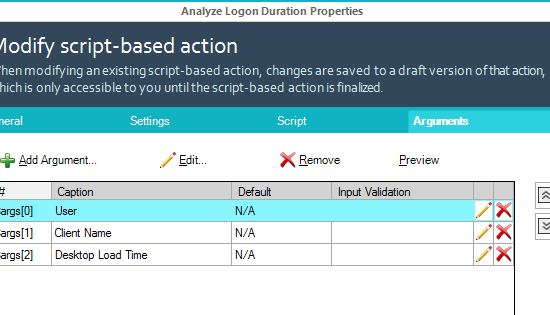 Analyze Logon Duration Properties
Modify script-based action
When modifying an existing script-based action, changes are saved to a draft version of that action,
which is only accessible to you until the script-based action is finalized.
neral Settings Script Arguments
Add Argument... Edit... Remove Preview
# Caption Default Input Validation
args[0] User N/A
args[1] Client Name N/A
args[2] Desktop Load Time N/A